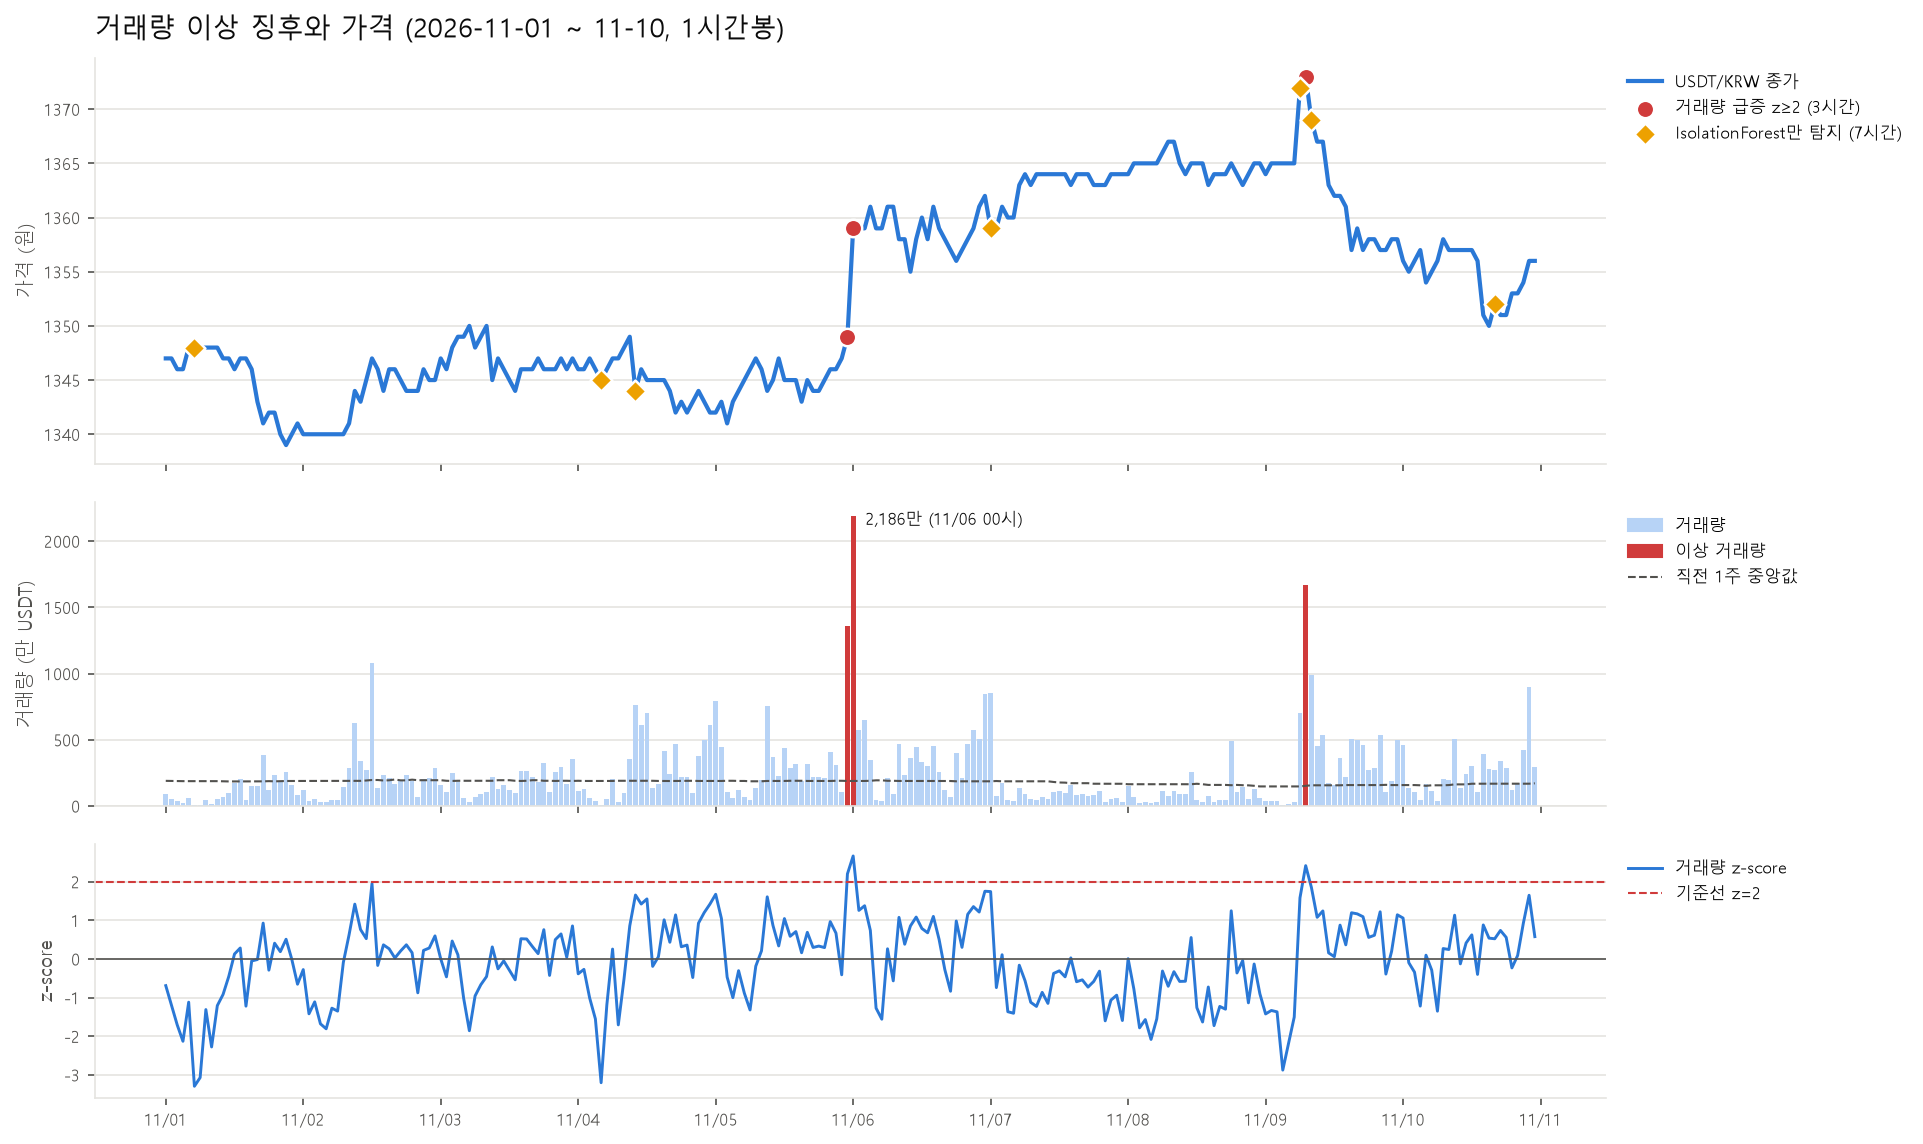 거래량 이상 징후와 가격 (2026-11-01 ~ 11-10, 1시간봉)
가격 (원)
1370
1365
1360
1355
1350
1345
1340
USDT/KRW 종가
거래량 급증 z≥2 (3시간)
IsolationForest만 탐지 (7시간)
거래량 (만 USDT)
2000
1500
1000
500
0
2,186만 (11/06 00시)
거래량
이상 거래량
직전 1주 중앙값
z-score
2
1
0
-1
-2
-3
거래량 z-score
기준선 z=2
11/01
11/02
11/03
11/04
11/05
11/06
11/07
11/08
11/09
11/10
11/11